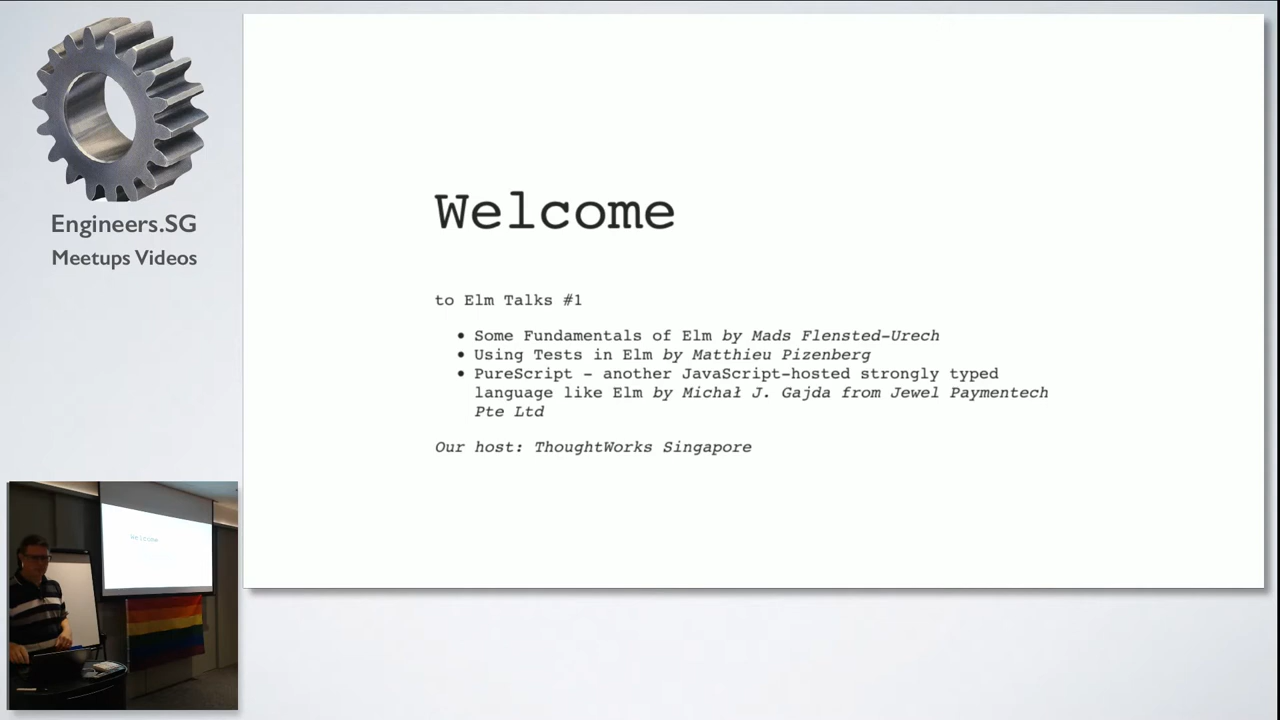 Engineers.SG
Meetups Videos
Welcome
to Elm Talks #1
• Some Fundamentals of Elm by Mads Flensted-Urech
• Using Tests in Elm by Matthieu Pizenberg
• PureScript - another JavaScript-hosted strongly typed
language like Elm by Michał J. Gajda from Jewel Paymentech
Pte Ltd
Our host: ThoughtWorks Singapore
Welcome